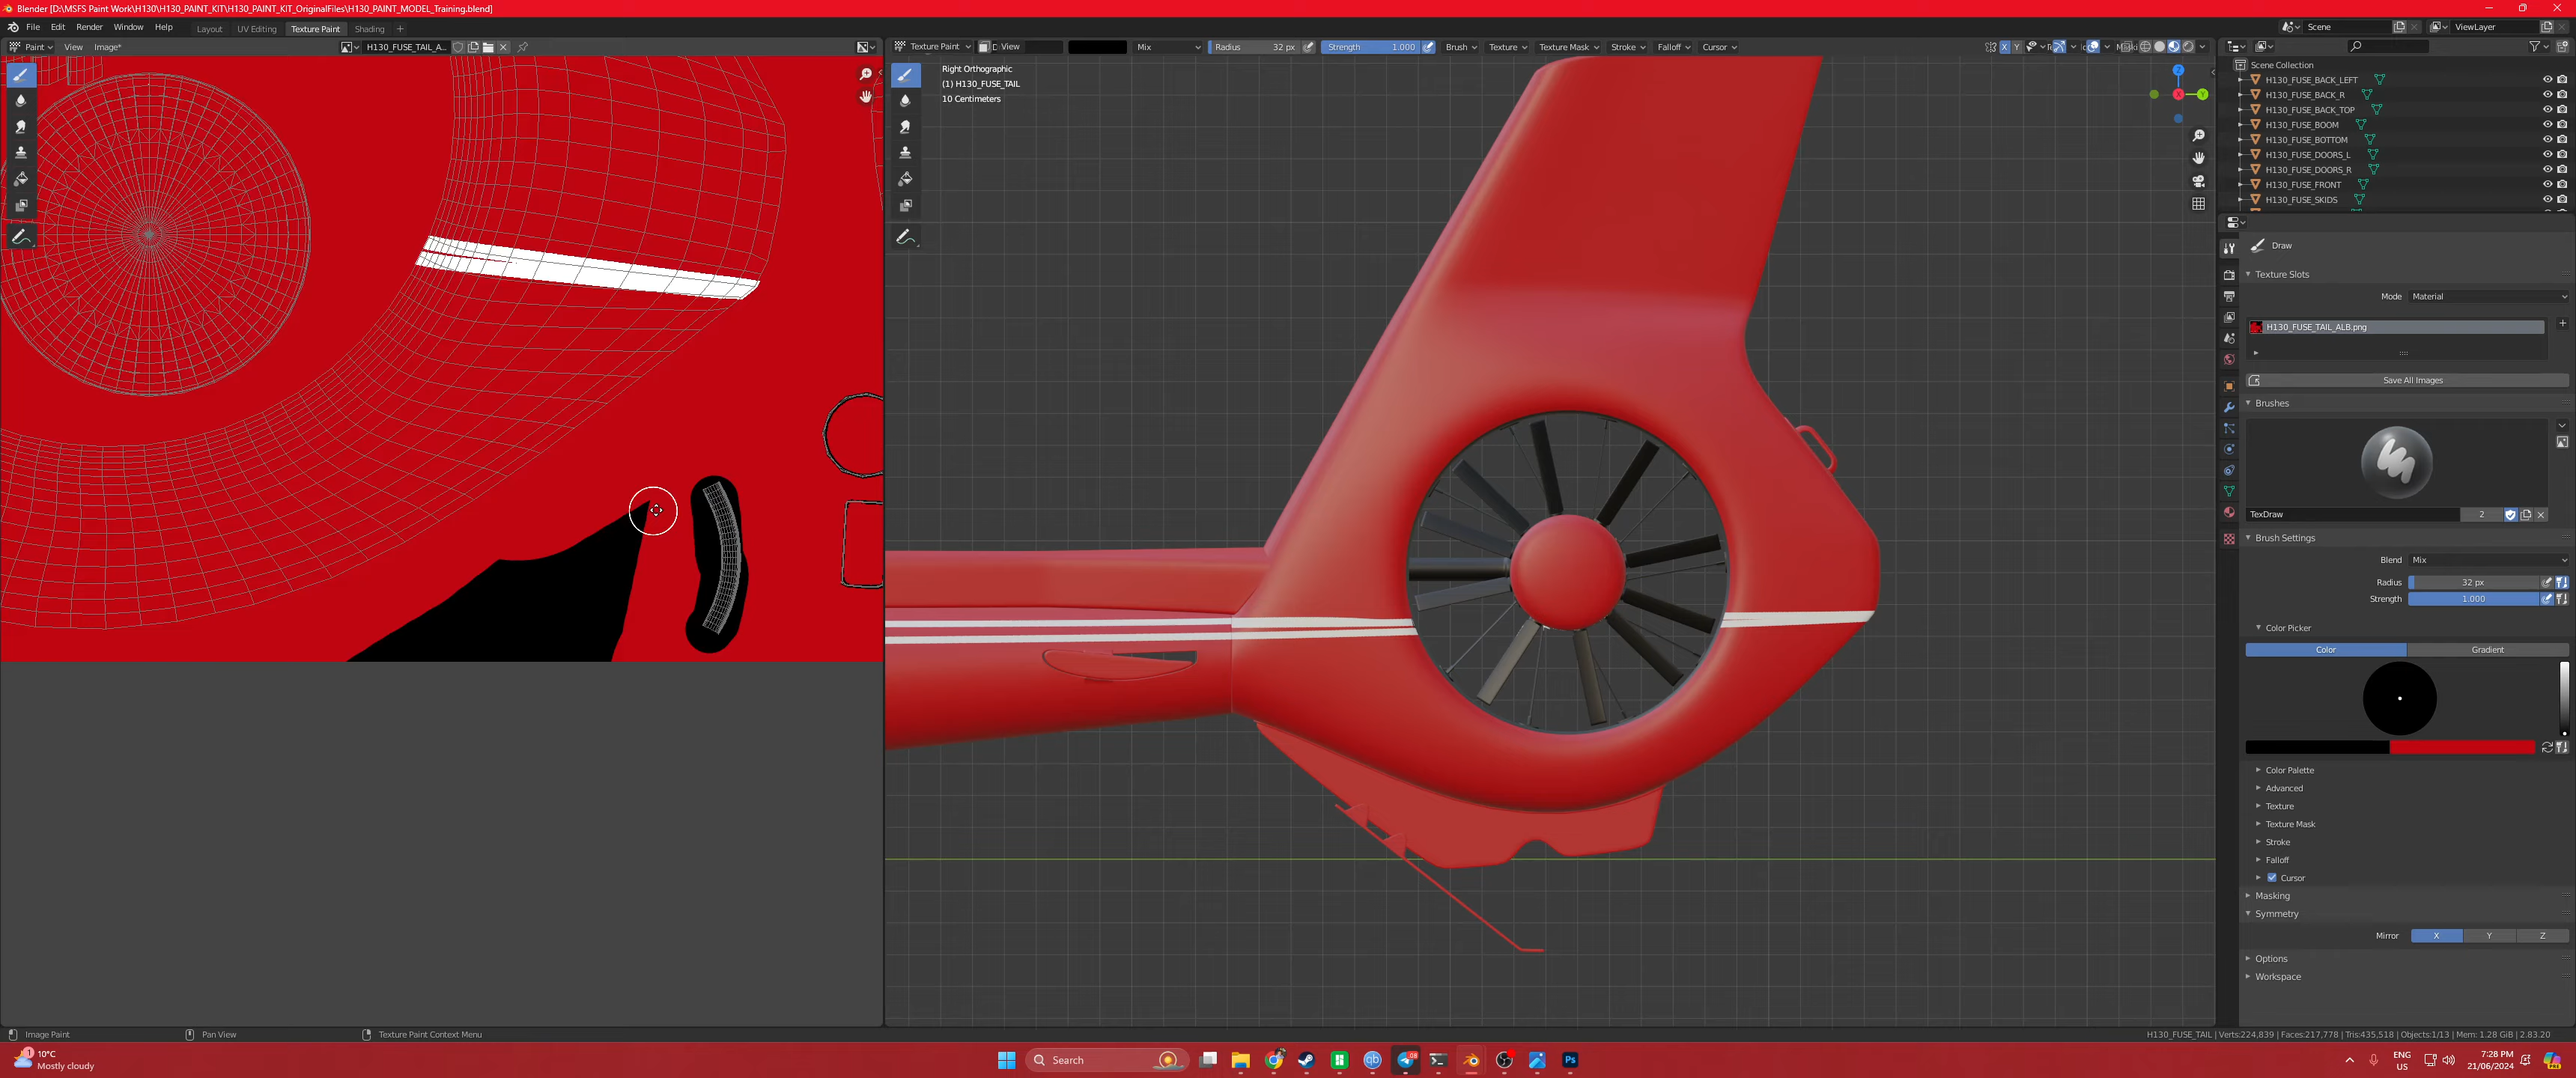 Blender [D:\MSFS Paint Work\H130\H130_PAINT_KIT\H130_PAINT_KIT_OriginalFiles\H130_PAINT_MODEL_Training.blend]
File Edit Render Window Help
Layout UV Editing Texture Paint Shading +
Scene ViewLayer
Paint View Image* H130_FUSE_TAIL_A...
Texture Paint View Mix Radius 32 px Strength 1.000 Brush Texture Texture Mask Stroke Falloff Cursor X Y
Right Orthographic
(1) H130_FUSE_TAIL
10 Centimeters
Z
X
Y
Scene Collection
H130_FUSE_BACK_LEFT
H130_FUSE_BACK_R
H130_FUSE_BACK_TOP
H130_FUSE_BOOM
H130_FUSE_BOTTOM
H130_FUSE_DOORS_L
H130_FUSE_DOORS_R
H130_FUSE_FRONT
H130_FUSE_SKIDS
Draw
Texture Slots
Mode Material
H130_FUSE_TAIL_ALB.png
Save All Images
Brushes
TexDraw 2
Brush Settings
Blend Mix
Radius 32 px
Strength 1.000
Color Picker
Color Gradient
Color Palette
Advanced
Texture
Texture Mask
Stroke
Falloff
Cursor
Masking
Symmetry
Mirror X Y Z
Options
Workspace
Image Paint Pan View Texture Paint Context Menu
H130_FUSE_TAIL | Verts:224,839 | Faces:217,778 | Tris:435,518 | Objects:1/13 | Mem: 1.28 GiB | 2.83.20
1
10°C
Mostly cloudy
Search
qb
Ps
ENG
US
7:28 PM
21/06/2024